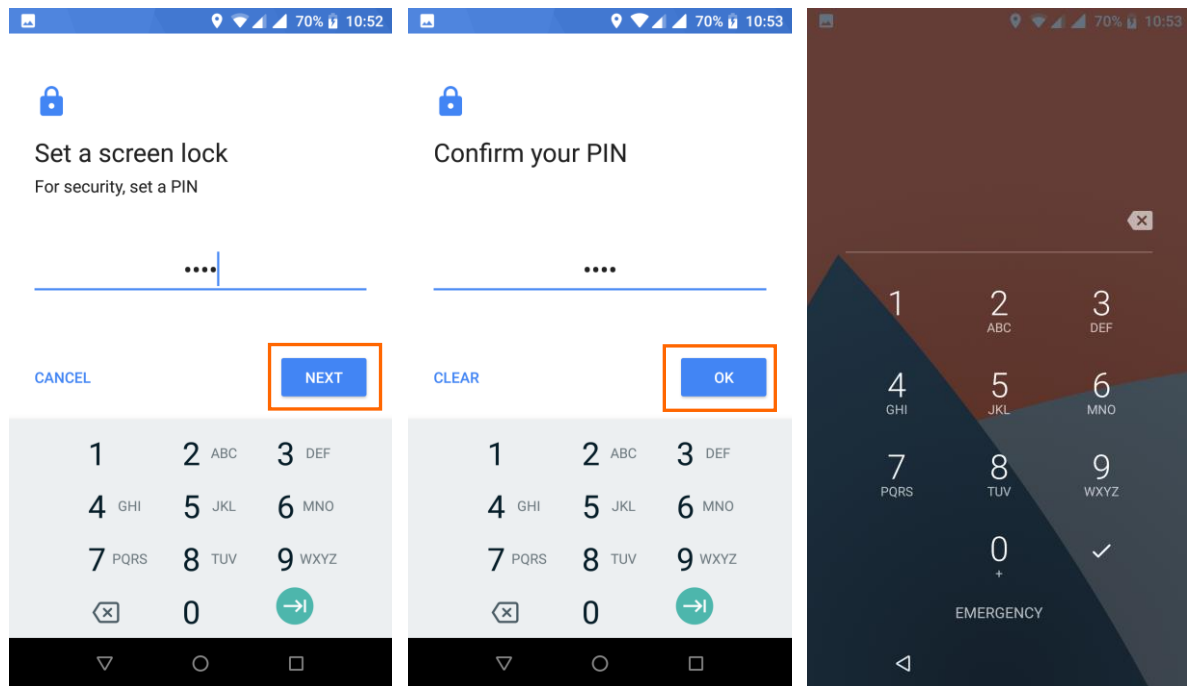 70% 10:52
Set a screen lock
For security, set a PIN
••••
CANCEL NEXT
1 2 ABC 3 DEF
4 GHI 5 JKL 6 MNO
7 PQRS 8 TUV 9 WXYZ
0
70% 10:53
Confirm your PIN
••••
CLEAR OK
1 2 ABC 3 DEF
4 GHI 5 JKL 6 MNO
7 PQRS 8 TUV 9 WXYZ
0
70% 10:53
1 2 3
ABC DEF
4 5 6
GHI JKL MNO
7 8 9
PQRS TUV WXYZ
0
+
EMERGENCY